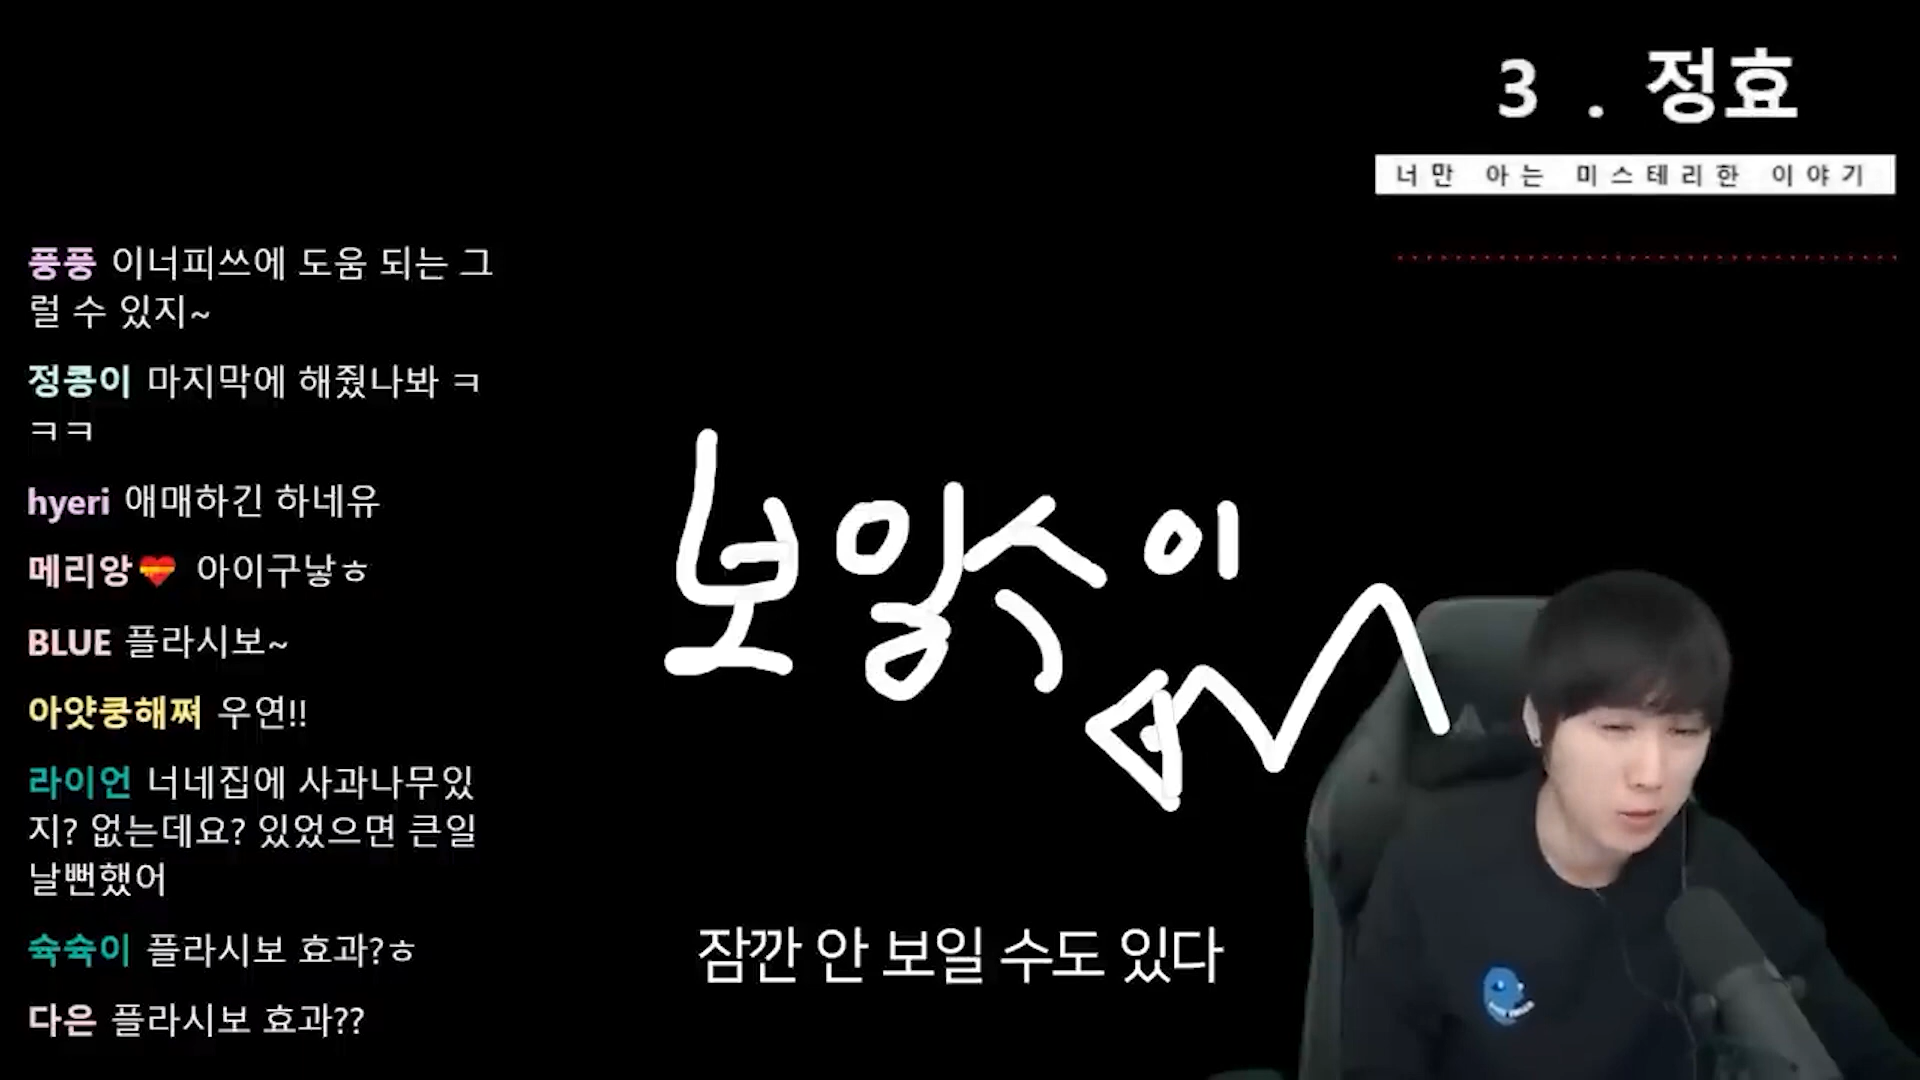 3 . 정효
너만 아는 미스테리한 이야기
풍풍 이너피쓰에 도움 되는 그
럴 수 있지~
정콩이 마지막에 해줬나봐 ㅋ
ㅋㅋ
hyeri 애매하긴 하네유
메리앙 아이구낳ㅎ
BLUE 플라시보~
아얏쿵해쪄 우연!!
라이언 너네집에 사과나무있
지? 없는데요? 있었으면 큰일
날뻔했어
슉슉이 플라시보 효과?ㅎ
다은 플라시보 효과??
보일수 이
잠깐 안 보일 수도 있다